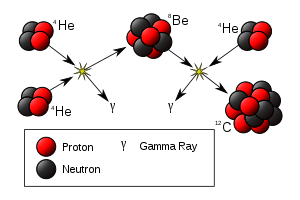 ⁴He
⁸Be
⁴He
⁴He
γ
γ
¹²C
Proton
γ
Gamma Ray
Neutron